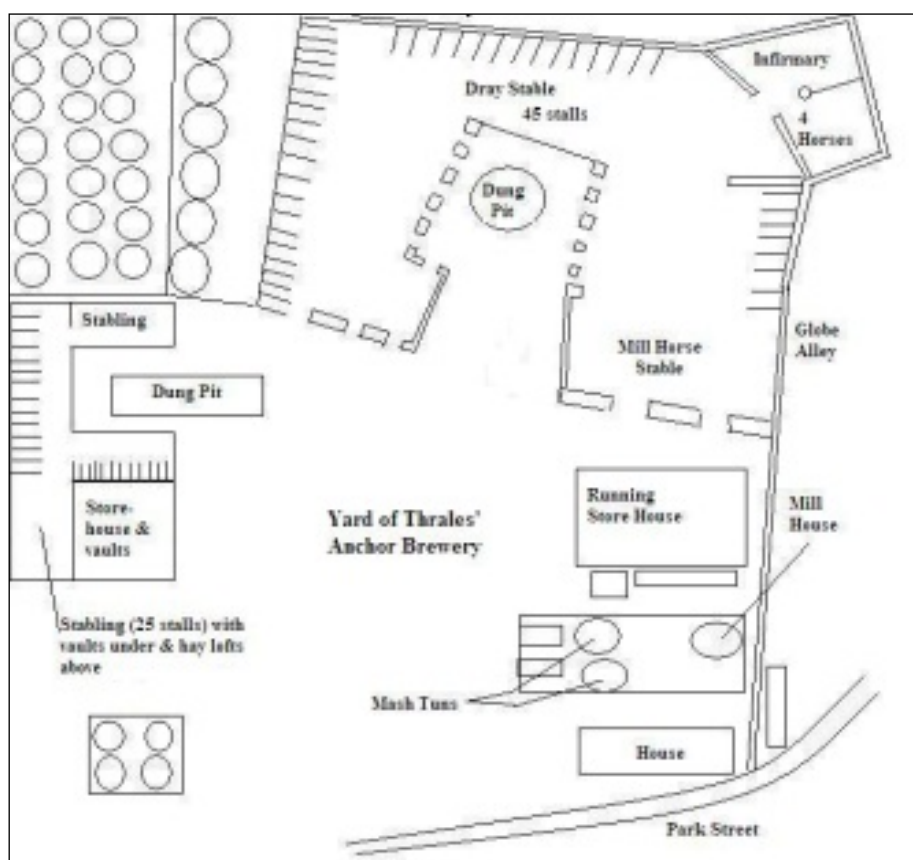 Infirmary
4
Horses
Dray Stable
45 stalls
Dung
Pit
Stabling
Dung Pit
Globe
Alley
Mill Horse
Stable
Store-
house &
vaults
Running
Store House
Mill
House
Yard of Thrales'
Anchor Brewery
Stabling (25 stalls) with
vaults under & hay lofts
above
Mash Tuns
House
Park Street